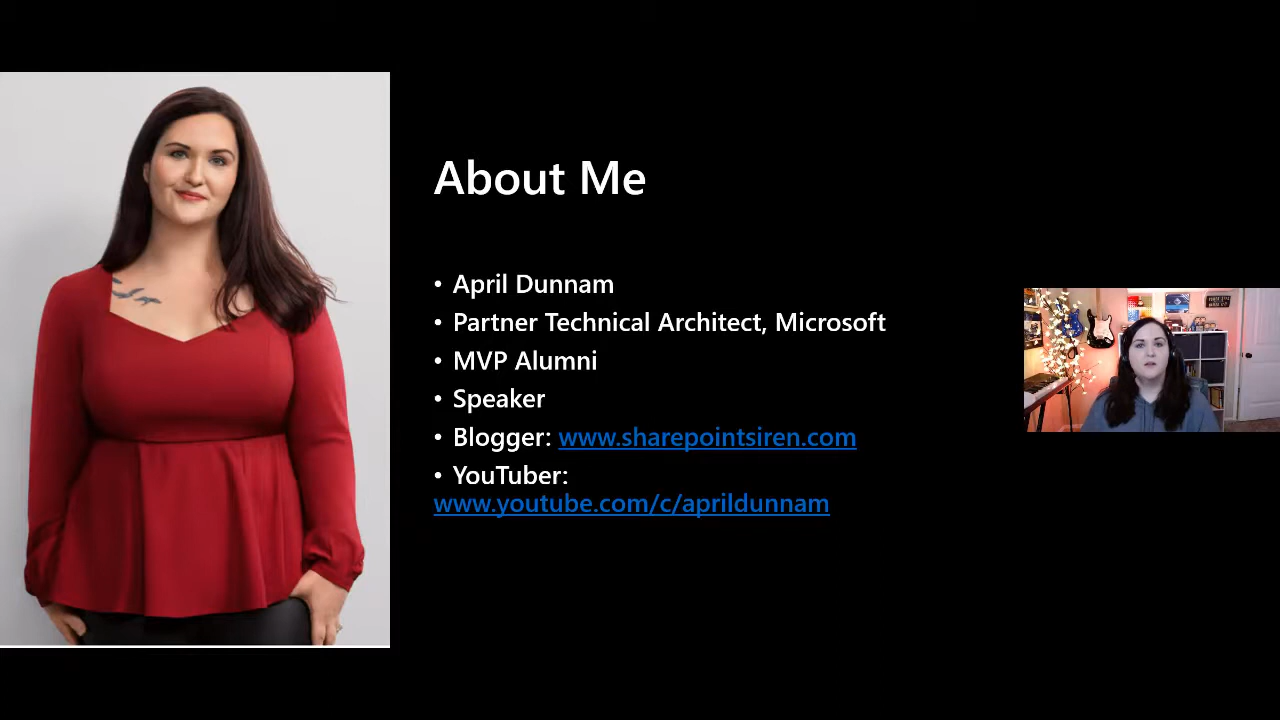 About Me
• April Dunnam
• Partner Technical Architect, Microsoft
• MVP Alumni
• Speaker
• Blogger: www.sharepointsiren.com
• YouTuber:
www.youtube.com/c/aprildunnam